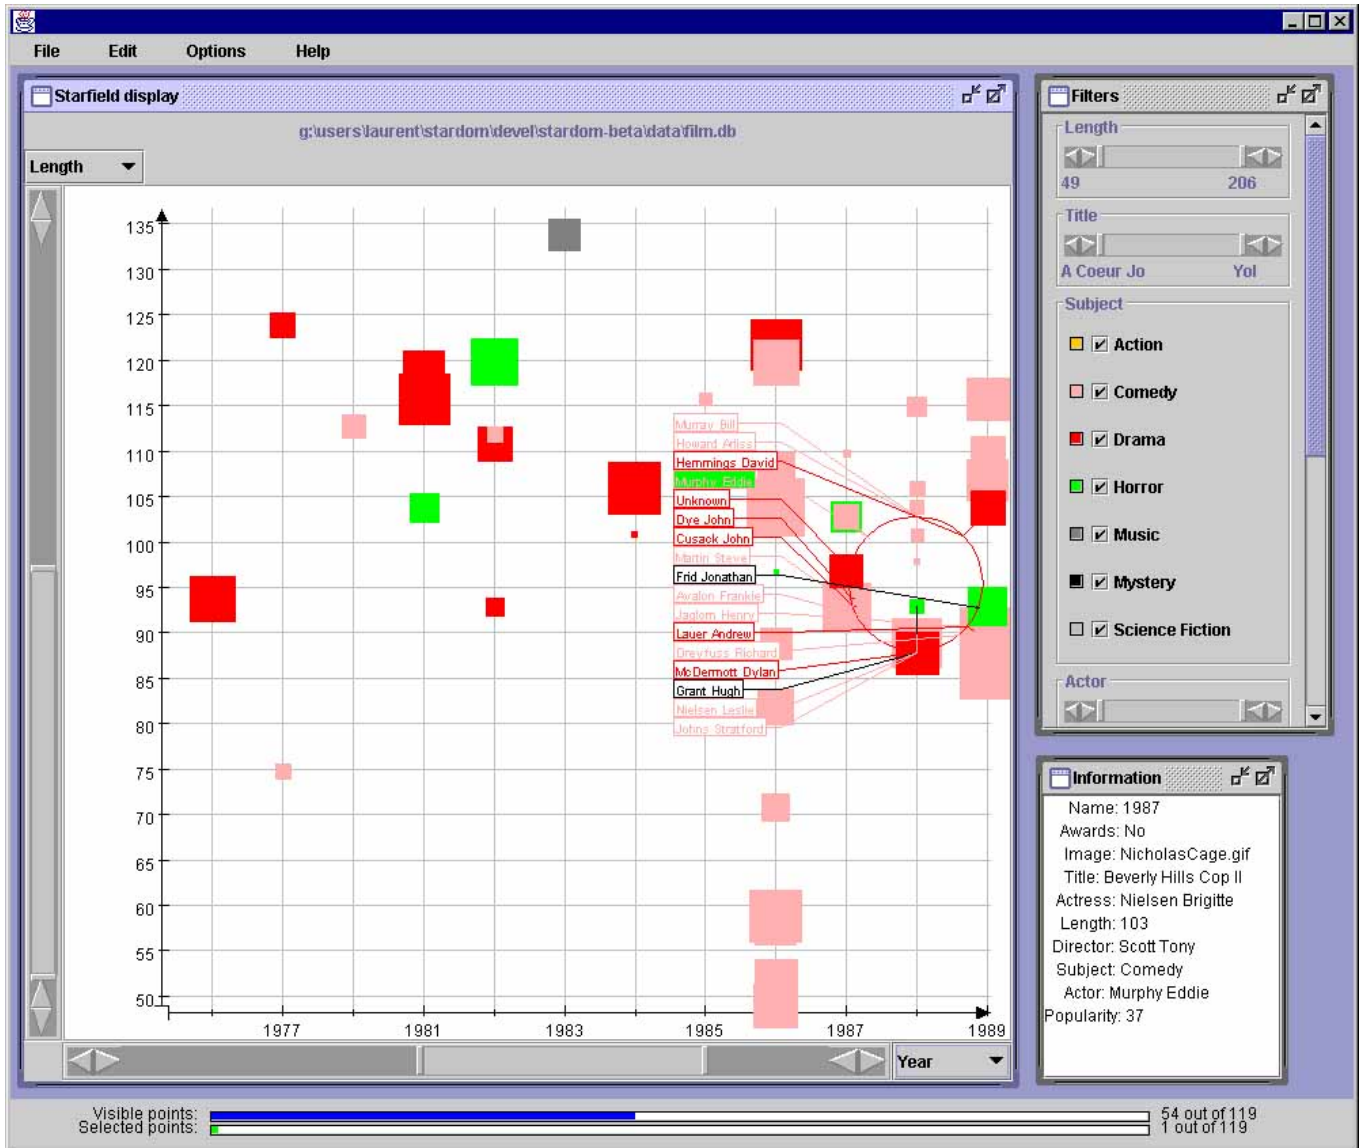 File Edit Options Help
Starfield display
g:\users\laurent\stardom\devel\stardom-beta\data\film.db
Length
135
130
125
120
115
110
105
100
95
90
85
80
75
70
65
60
55
50
Murray Bill
Howard Arliss
Hemmings David
Murphy Eddie
Unknown
Dye John
Cusack John
Martin Steve
Frid Jonathan
Avalon Frankie
Jaglom Henry
Lauer Andrew
Dreyfuss Richard
McDermott Dylan
Grant Hugh
Nielsen Leslie
Johns Stratford
1977 1981 1983 1985 1987 1989
Year
Filters
Length
49 206
Title
A Coeur Jo Yol
Subject
Action
Comedy
Drama
Horror
Music
Mystery
Science Fiction
Actor
Information
Name: 1987
Awards: No
Image: NicholasCage.gif
Title: Beverly Hills Cop II
Actress: Nielsen Brigitte
Length: 103
Director: Scott Tony
Subject: Comedy
Actor: Murphy Eddie
Popularity: 37
Visible points: 54 out of 119
Selected points: 1 out of 119